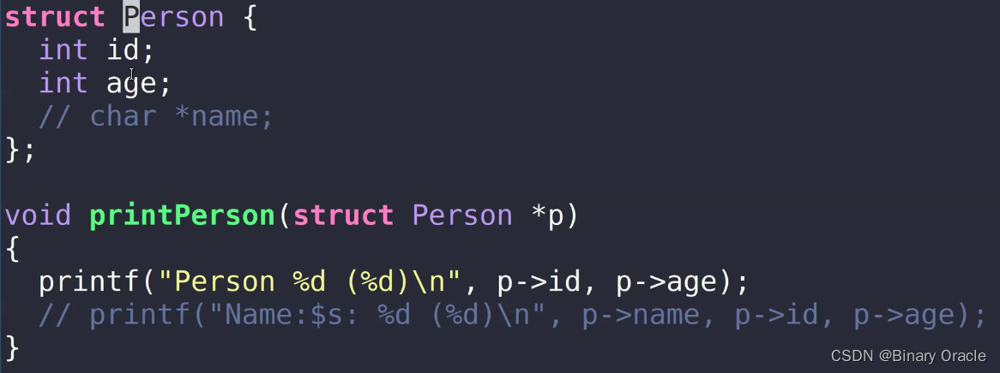 struct Person {
  int id;
  int age;
  // char *name;
};

void printPerson(struct Person *p)
{
  printf("Person %d (%d)\n", p->id, p->age);
  // printf("Name:$s: %d (%d)\n", p->name, p->id, p->age);
}
CSDN @Binary Oracle